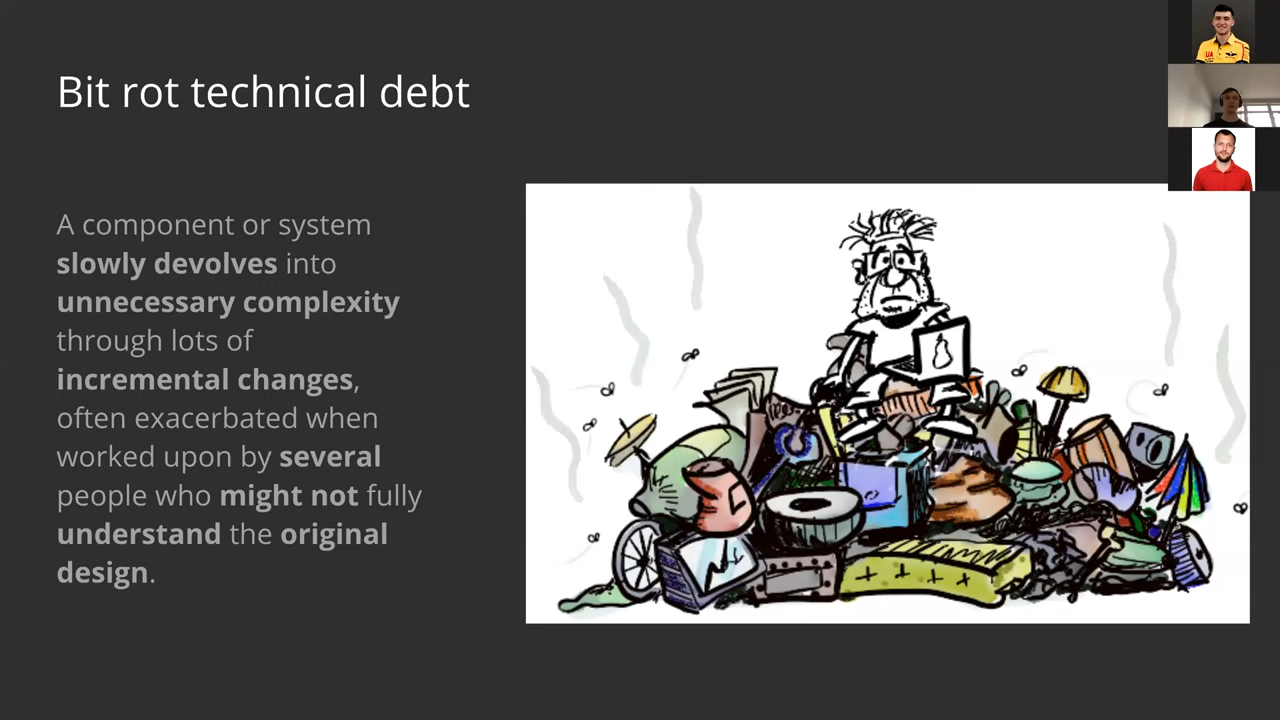 Bit rot technical debt
A component or system
slowly devolves into
unnecessary complexity
through lots of
incremental changes,
often exacerbated when
worked upon by several
people who might not fully
understand the original
design.
UA